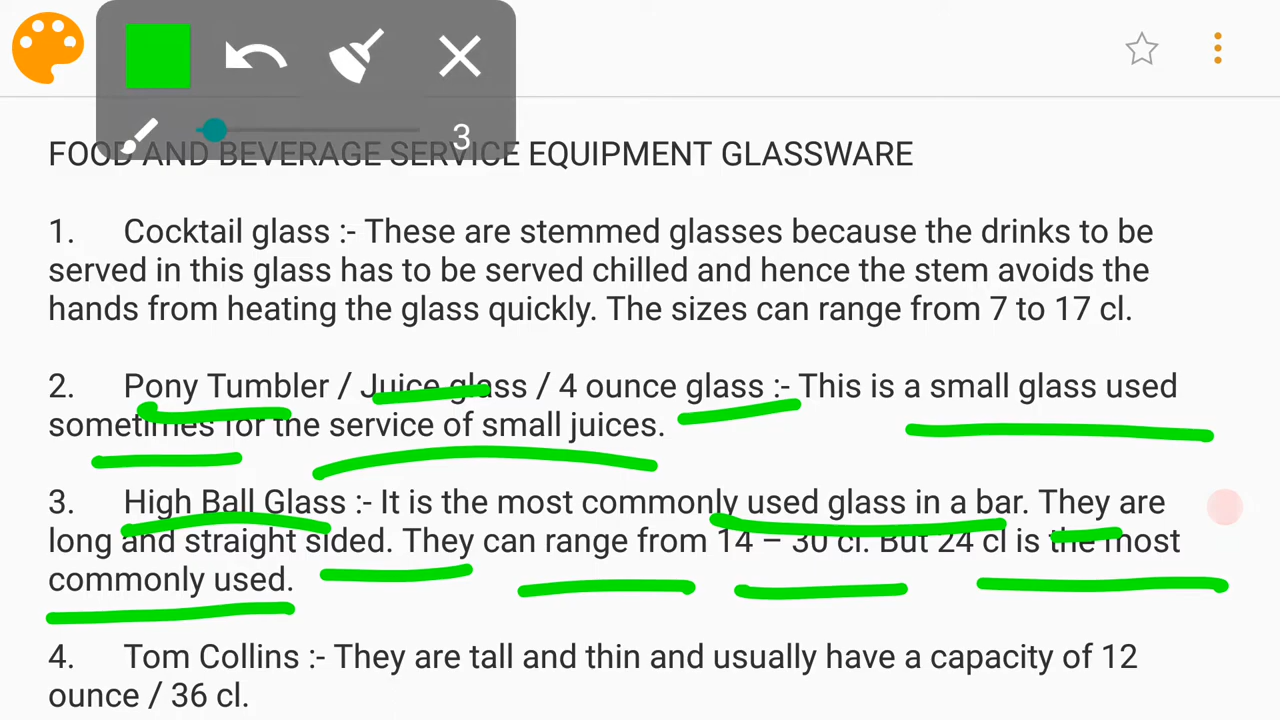 3
FOOD AND BEVERAGE SERVICE EQUIPMENT GLASSWARE
1. Cocktail glass :- These are stemmed glasses because the drinks to be
served in this glass has to be served chilled and hence the stem avoids the
hands from heating the glass quickly. The sizes can range from 7 to 17 cl.
2. Pony Tumbler / Juice glass / 4 ounce glass :- This is a small glass used
sometimes for the service of small juices.
3. High Ball Glass :- It is the most commonly used glass in a bar. They are
long and straight sided. They can range from 14 – 30 cl. But 24 cl is the most
commonly used.
4. Tom Collins :- They are tall and thin and usually have a capacity of 12
ounce / 36 cl.